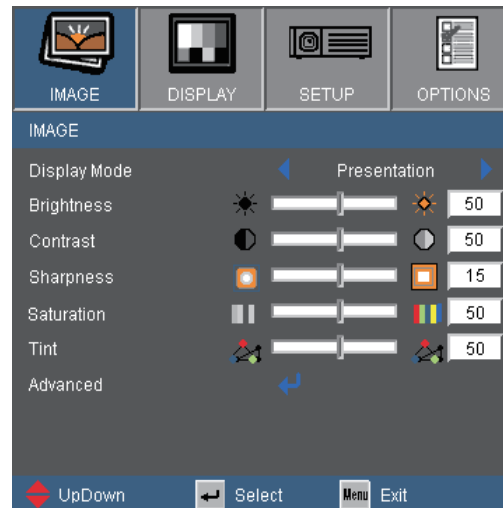 IMAGE DISPLAY SETUP OPTIONS
IMAGE
Display Mode Presentation
Brightness 50
Contrast 50
Sharpness 15
Saturation 50
Tint 50
Advanced
UpDown Select Menu Exit